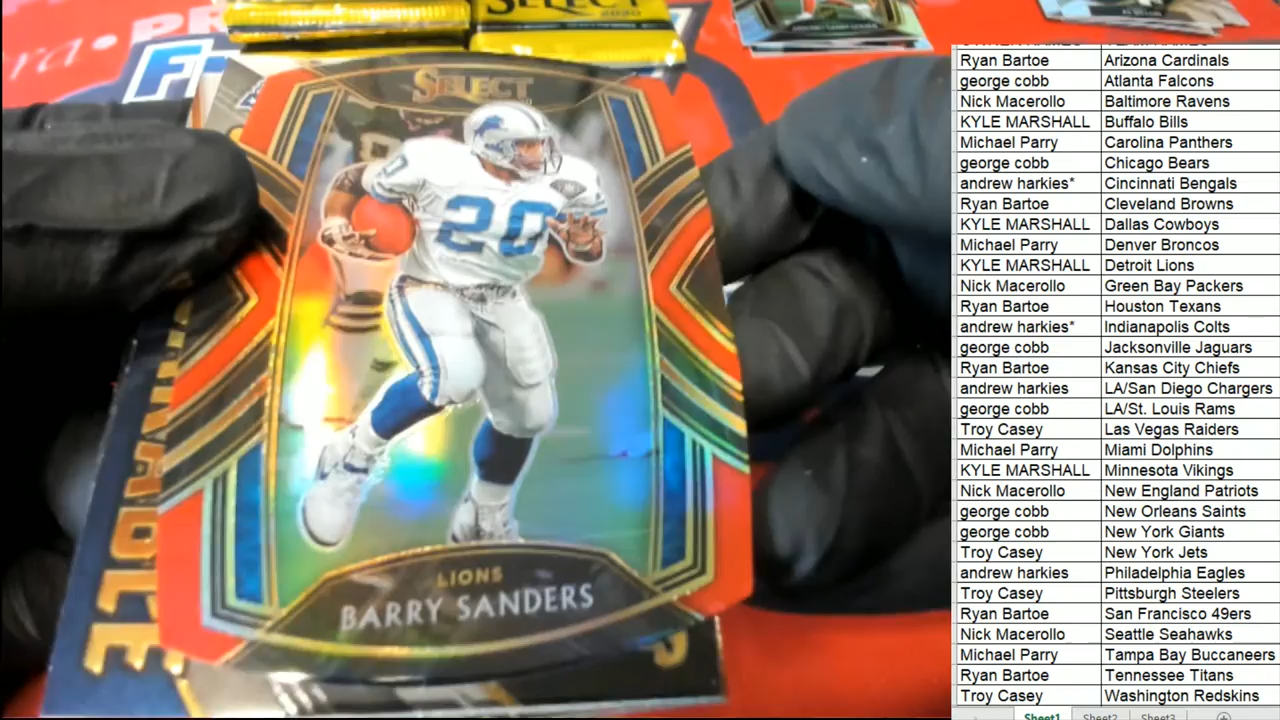 SELECT
2020
SELECT
20
20
LIONS
BARRY SANDERS
Ryan Bartoe Arizona Cardinals
george cobb Atlanta Falcons
Nick Macerollo Baltimore Ravens
KYLE MARSHALL Buffalo Bills
Michael Parry Carolina Panthers
george cobb Chicago Bears
andrew harkies* Cincinnati Bengals
Ryan Bartoe Cleveland Browns
KYLE MARSHALL Dallas Cowboys
Michael Parry Denver Broncos
KYLE MARSHALL Detroit Lions
Nick Macerollo Green Bay Packers
Ryan Bartoe Houston Texans
andrew harkies* Indianapolis Colts
george cobb Jacksonville Jaguars
Ryan Bartoe Kansas City Chiefs
andrew harkies LA/San Diego Chargers
george cobb LA/St. Louis Rams
Troy Casey Las Vegas Raiders
Michael Parry Miami Dolphins
KYLE MARSHALL Minnesota Vikings
Nick Macerollo New England Patriots
george cobb New Orleans Saints
george cobb New York Giants
Troy Casey New York Jets
andrew harkies Philadelphia Eagles
Troy Casey Pittsburgh Steelers
Ryan Bartoe San Francisco 49ers
Nick Macerollo Seattle Seahawks
Michael Parry Tampa Bay Buccaneers
Ryan Bartoe Tennessee Titans
Troy Casey Washington Redskins
Sheet1 Sheet2 Sheet3